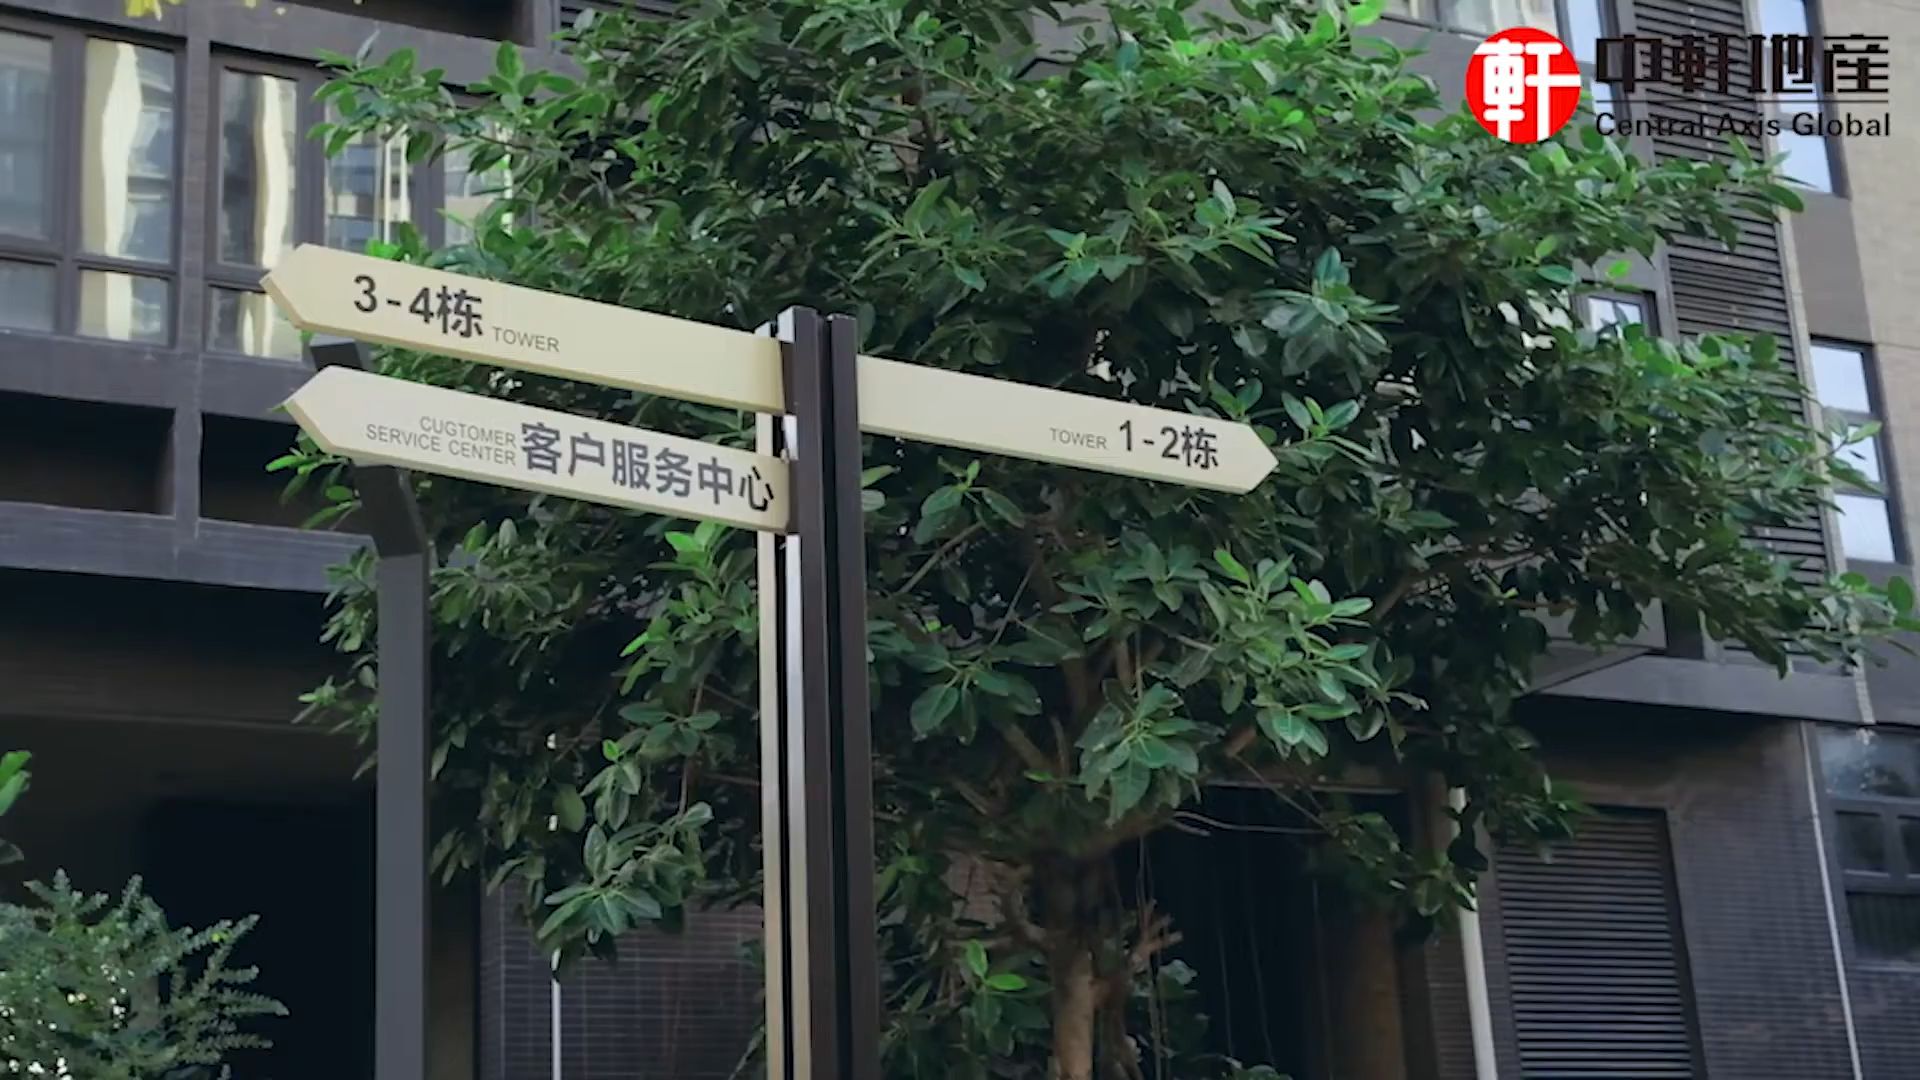 軒
中軒地産
Central Axis Global
3-4栋 TOWER
CUGTOMER
SERVICE CENTER 客户服务中心
TOWER 1-2栋